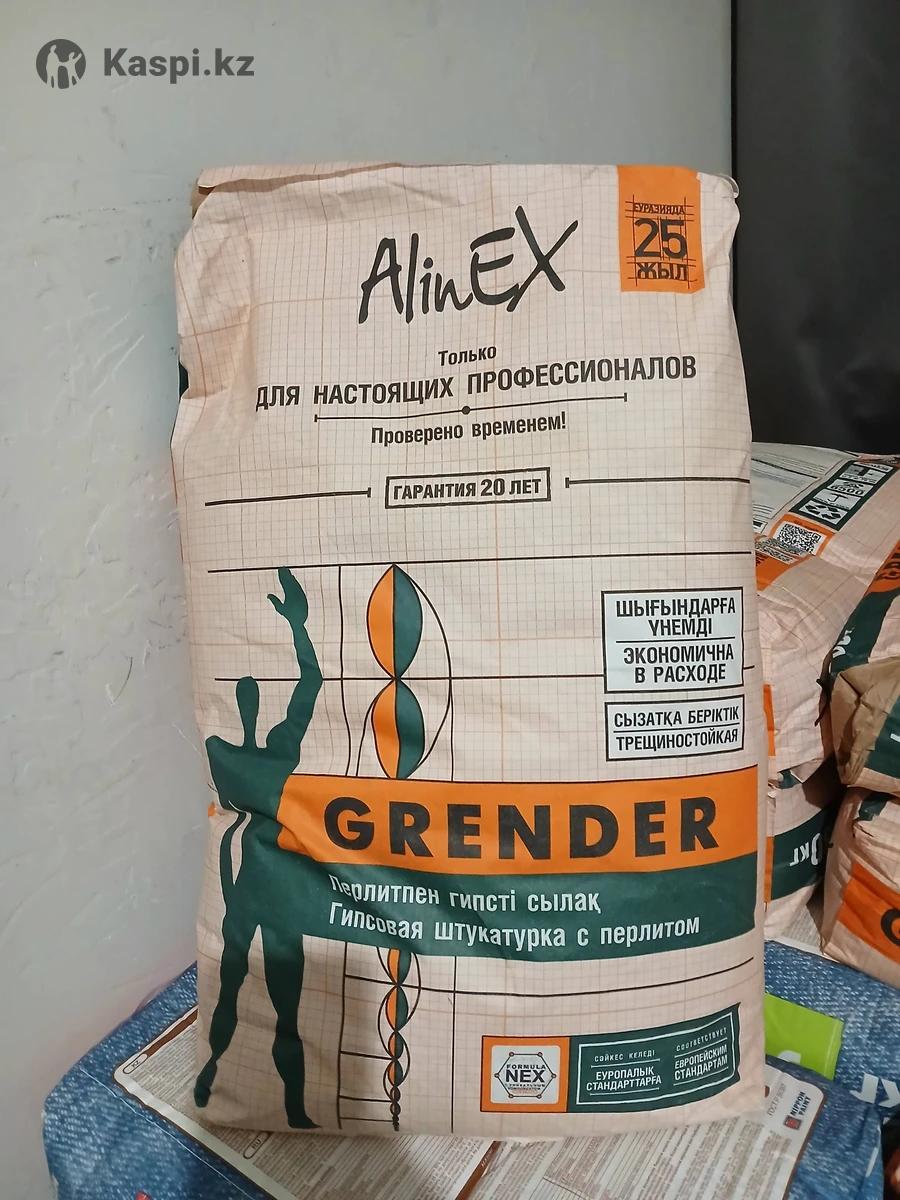 Kaspi.kz
ЕУРАЗИЯДА
25
ЖЫЛ
AlinEX
Только
ДЛЯ НАСТОЯЩИХ ПРОФЕССИОНАЛОВ
Проверено временем!
ГАРАНТИЯ 20 ЛЕТ
ШЫҒЫНДАРҒА
ҮНЕМДІ
ЭКОНОМИЧНА
В РАСХОДЕ
СЫЗАТҚА БЕРІКТІК
ТРЕЩИНОСТОЙКАЯ
GRENDER
Перлитпен гипсті сылақ
Гипсовая штукатурка с перлитом
FORMULA
NEX
СӘЙКЕС КЕЛЕДІ
ЕУРОПАЛЫҚ
СТАНДАРТТАРҒА
СООТВЕТСТВУЕТ
ЕВРОПЕЙСКИМ
СТАНДАРТАМ
NIPPON
PAINT